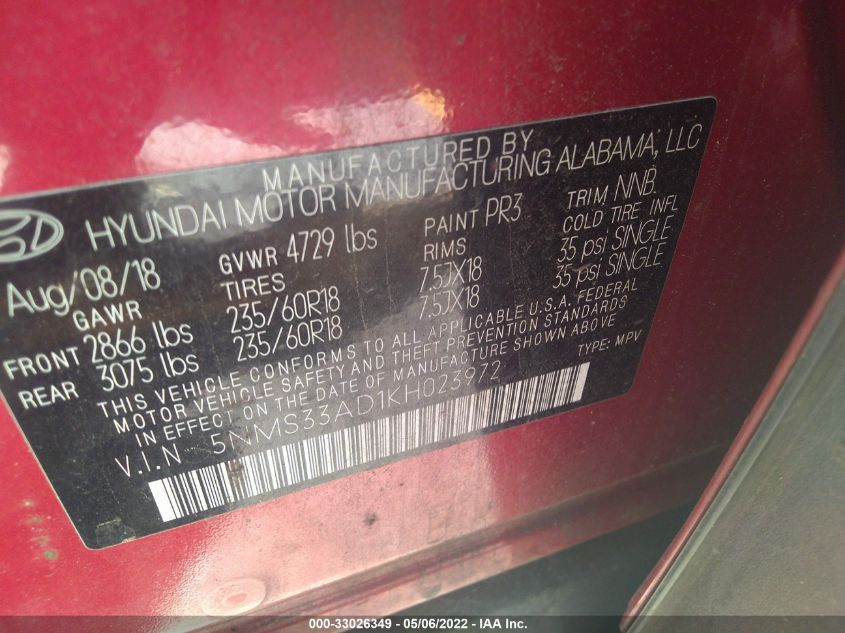 MANUFACTURED BY
HYUNDAI MOTOR MANUFACTURING ALABAMA, LLC
Aug/08/18 GVWR 4729 lbs PAINT PR3 TRIM NNB
GAWR TIRES RIMS COLD TIRE INFL
FRONT 2866 lbs 235/60R18 7.5JX18 35 psi SINGLE
REAR 3075 lbs 235/60R18 7.5JX18 35 psi SINGLE
THIS VEHICLE CONFORMS TO ALL APPLICABLE U.S.A. FEDERAL
MOTOR VEHICLE SAFETY AND THEFT PREVENTION STANDARDS
IN EFFECT ON THE DATE OF MANUFACTURE SHOWN ABOVE
V.I.N 5NMS33AD1KH023972 TYPE: MPV
000-33026349 - 05/06/2022 - IAA Inc.